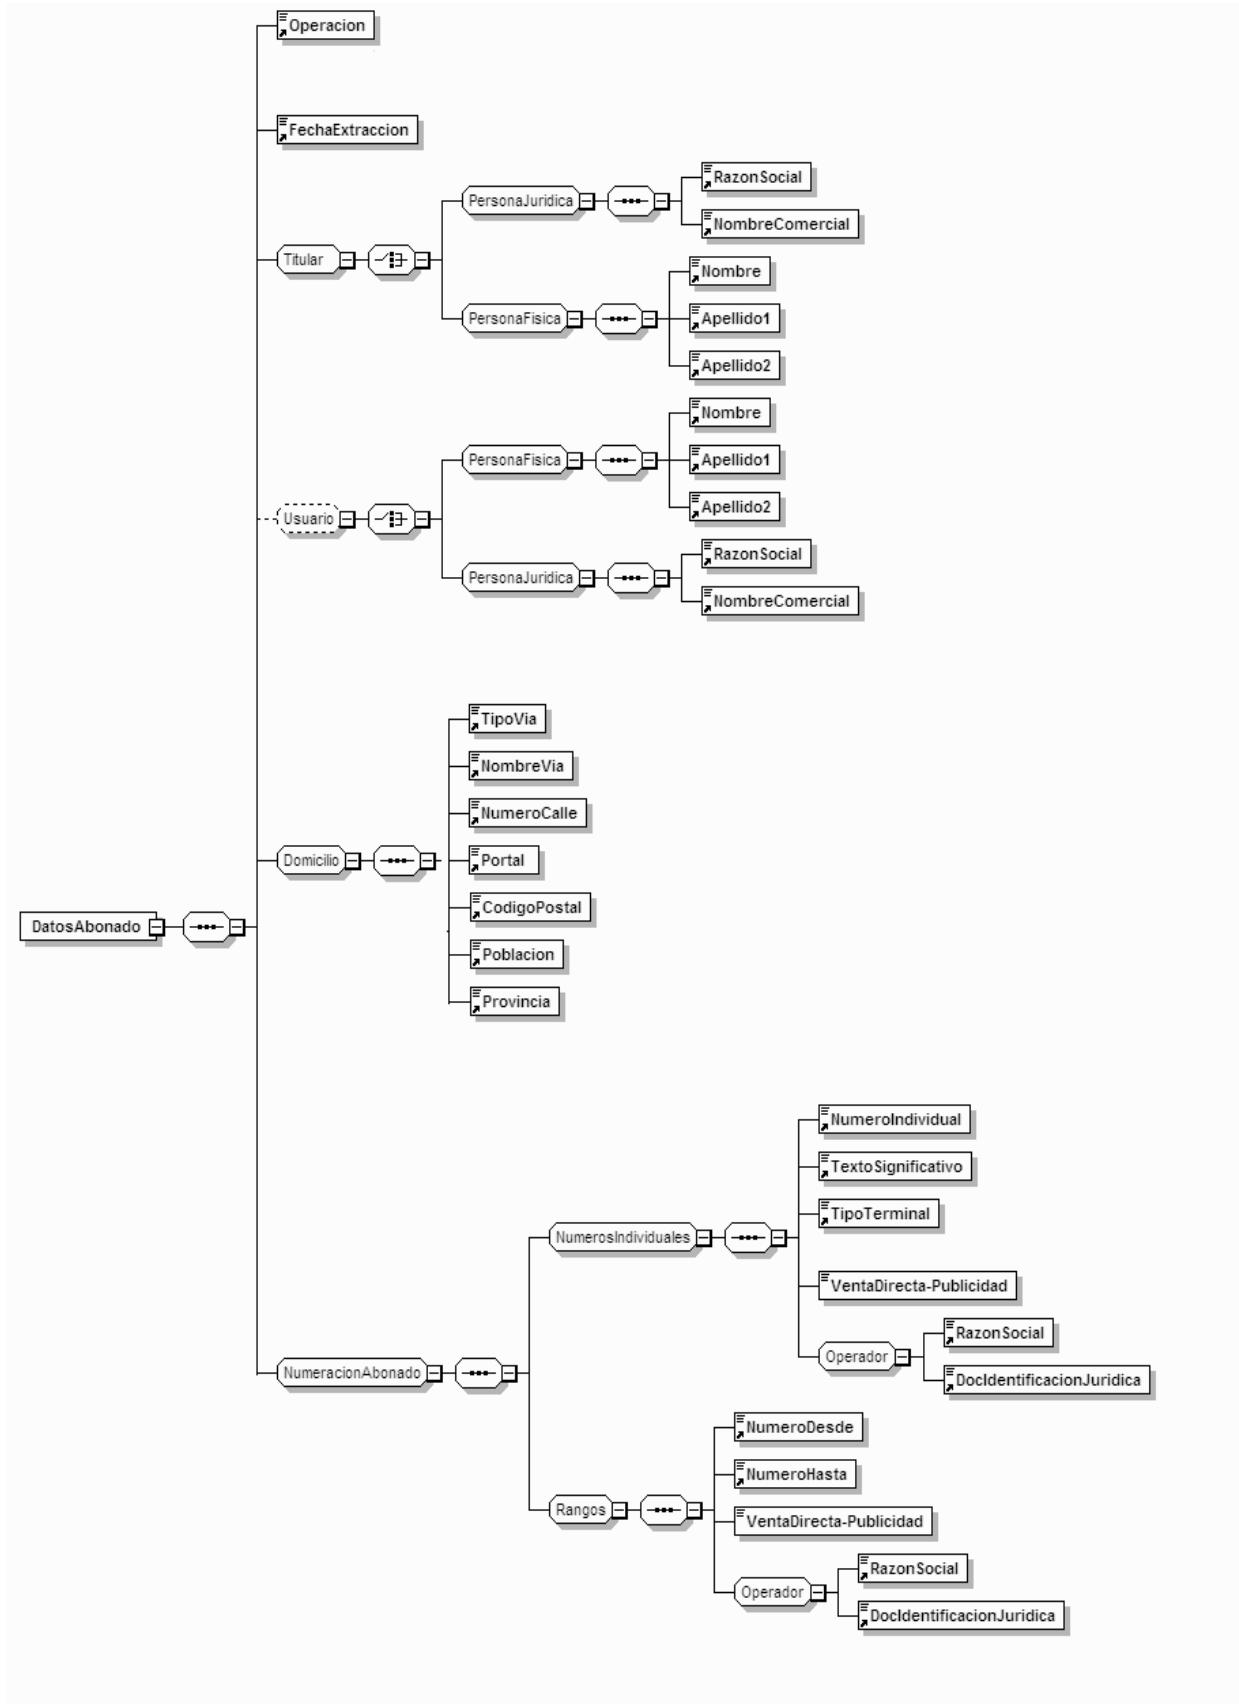 Operacion
FechaExtraccion
RazonSocial
PersonaJuridica
NombreComercial
Titular
Nombre
PersonaFisica
Apellido1
Apellido2
Nombre
PersonaFisica
Apellido1
Apellido2
Usuario
RazonSocial
PersonaJuridica
NombreComercial
TipoVia
NombreVia
NumeroCalle
Domicilio
Portal
CodigoPostal
DatosAbonado
Poblacion
Provincia
NumeroIndividual
TextoSignificativo
TipoTerminal
NumerosIndividuales
VentaDirecta-Publicidad
RazonSocial
Operador
NumeracionAbonado
DocIdentificacionJuridica
NumeroDesde
NumeroHasta
Rangos
VentaDirecta-Publicidad
RazonSocial
Operador
DocIdentificacionJuridica